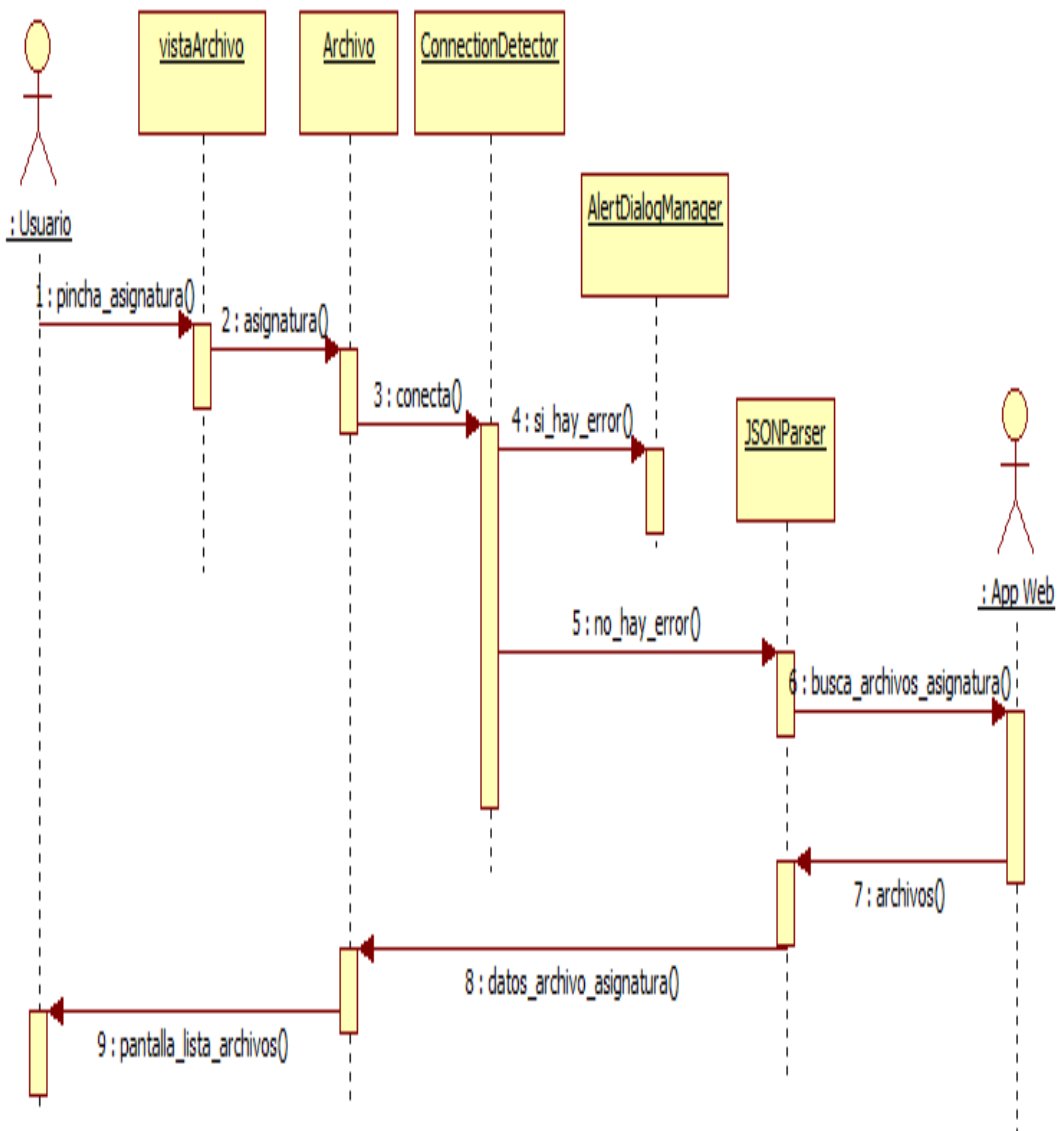 vistaArchivo
Archivo
ConnectionDetector
AlertDialogManager
: Usuario
1 : pincha_asignatura()
2 : asignatura()
3 : conecta()
4 : si_hay_error()
JSONParser
: App Web
5 : no_hay_error()
6 : busca_archivos_asignatura()
7 : archivos()
8 : datos_archivo_asignatura()
9 : pantalla_lista_archivos()